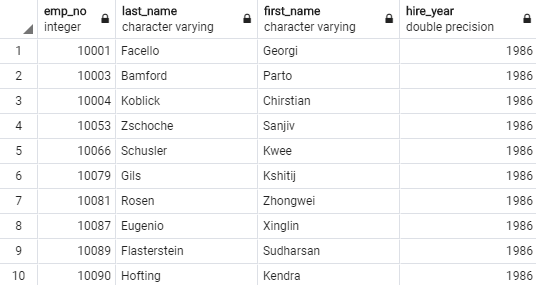 emp_no last_name first_name hire_year
integer character varying character varying double precision
1 10001 Facello Georgi 1986
2 10003 Bamford Parto 1986
3 10004 Koblick Chirstian 1986
4 10053 Zschoche Sanjiv 1986
5 10066 Schusler Kwee 1986
6 10079 Gils Kshitij 1986
7 10081 Rosen Zhongwei 1986
8 10087 Eugenio Xinglin 1986
9 10089 Flasterstein Sudharsan 1986
10 10090 Hofting Kendra 1986